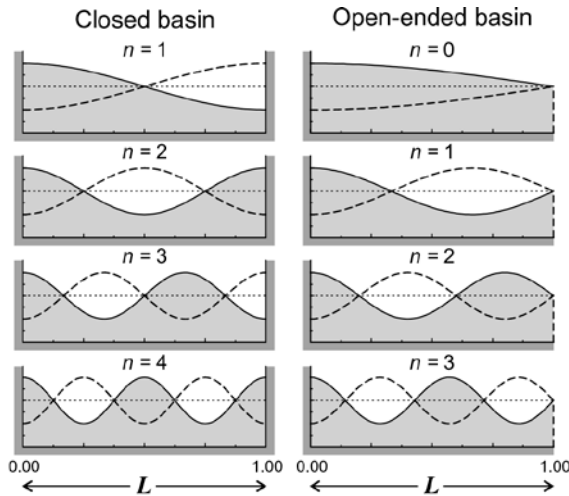 Closed basin
n = 1
n = 2
n = 3
n = 4
0.00 1.00
L
Open-ended basin
n = 0
n = 1
n = 2
n = 3
0.00 1.00
L